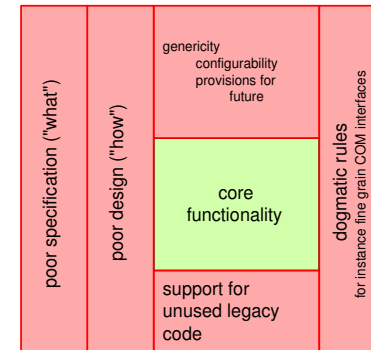 poor specification ("what")
poor design ("how")
genericity
configurability
provisions for
future
core
functionality
support for
unused legacy
code
dogmatic rules
for instance fine grain COM interfaces